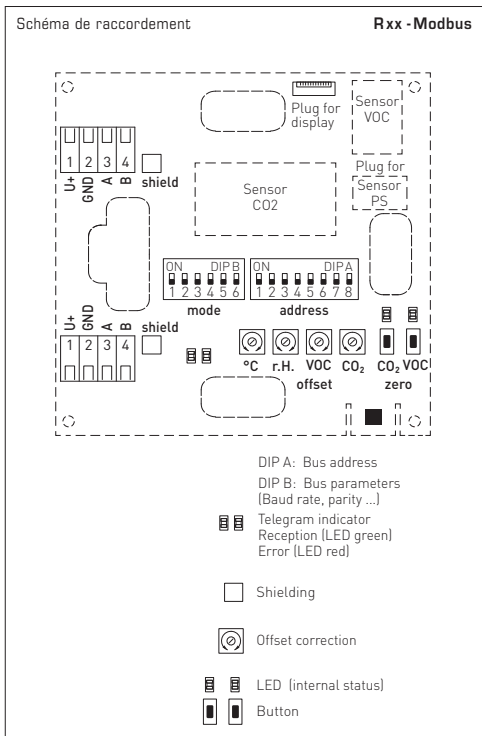 Schéma de raccordement
Rxx - Modbus
Plug for
display
Sensor
VOC
Plug for
Sensor
PS
Sensor
CO2
1 2 3 4
U+ GND A B
shield
ON DIP B
1 2 3 4 5 6
mode
ON DIP A
1 2 3 4 5 6 7 8
address
U+ GND A B
shield
1 2 3 4
°C r.H. VOC CO₂
offset
CO₂ VOC
zero
DIP A: Bus address
DIP B: Bus parameters
(Baud rate, parity ...)
Telegram indicator
Reception (LED green)
Error (LED red)
Shielding
Offset correction
LED (internal status)
Button